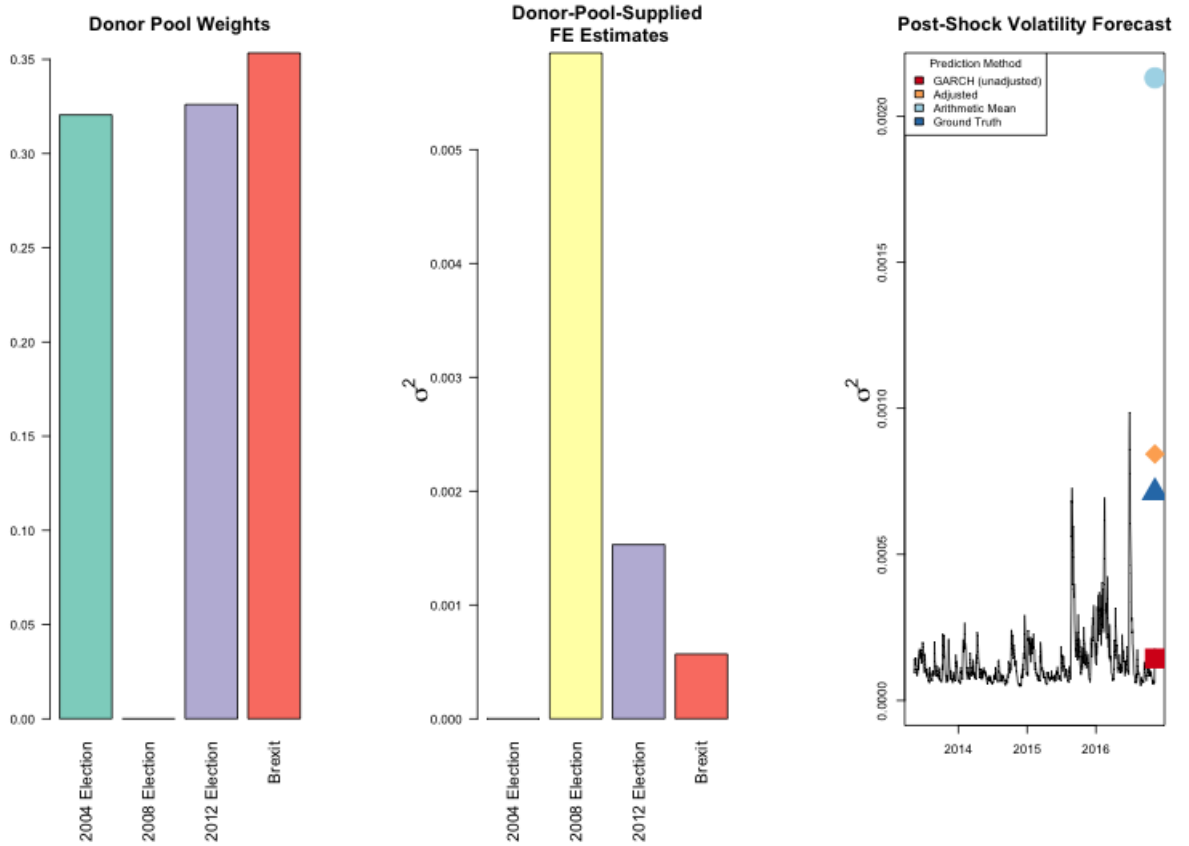 Donor Pool Weights
0.35
0.30
0.25
0.20
0.15
0.10
0.05
0.00
2004 Election
2008 Election
2012 Election
Brexit
Donor-Pool-Supplied
FE Estimates
σ²
0.005
0.004
0.003
0.002
0.001
0.000
2004 Election
2008 Election
2012 Election
Brexit
Post-Shock Volatility Forecast
Prediction Method
GARCH (unadjusted)
Adjusted
Arithmetic Mean
Ground Truth
σ²
0.0020
0.0015
0.0010
0.0005
0.0000
2014
2015
2016